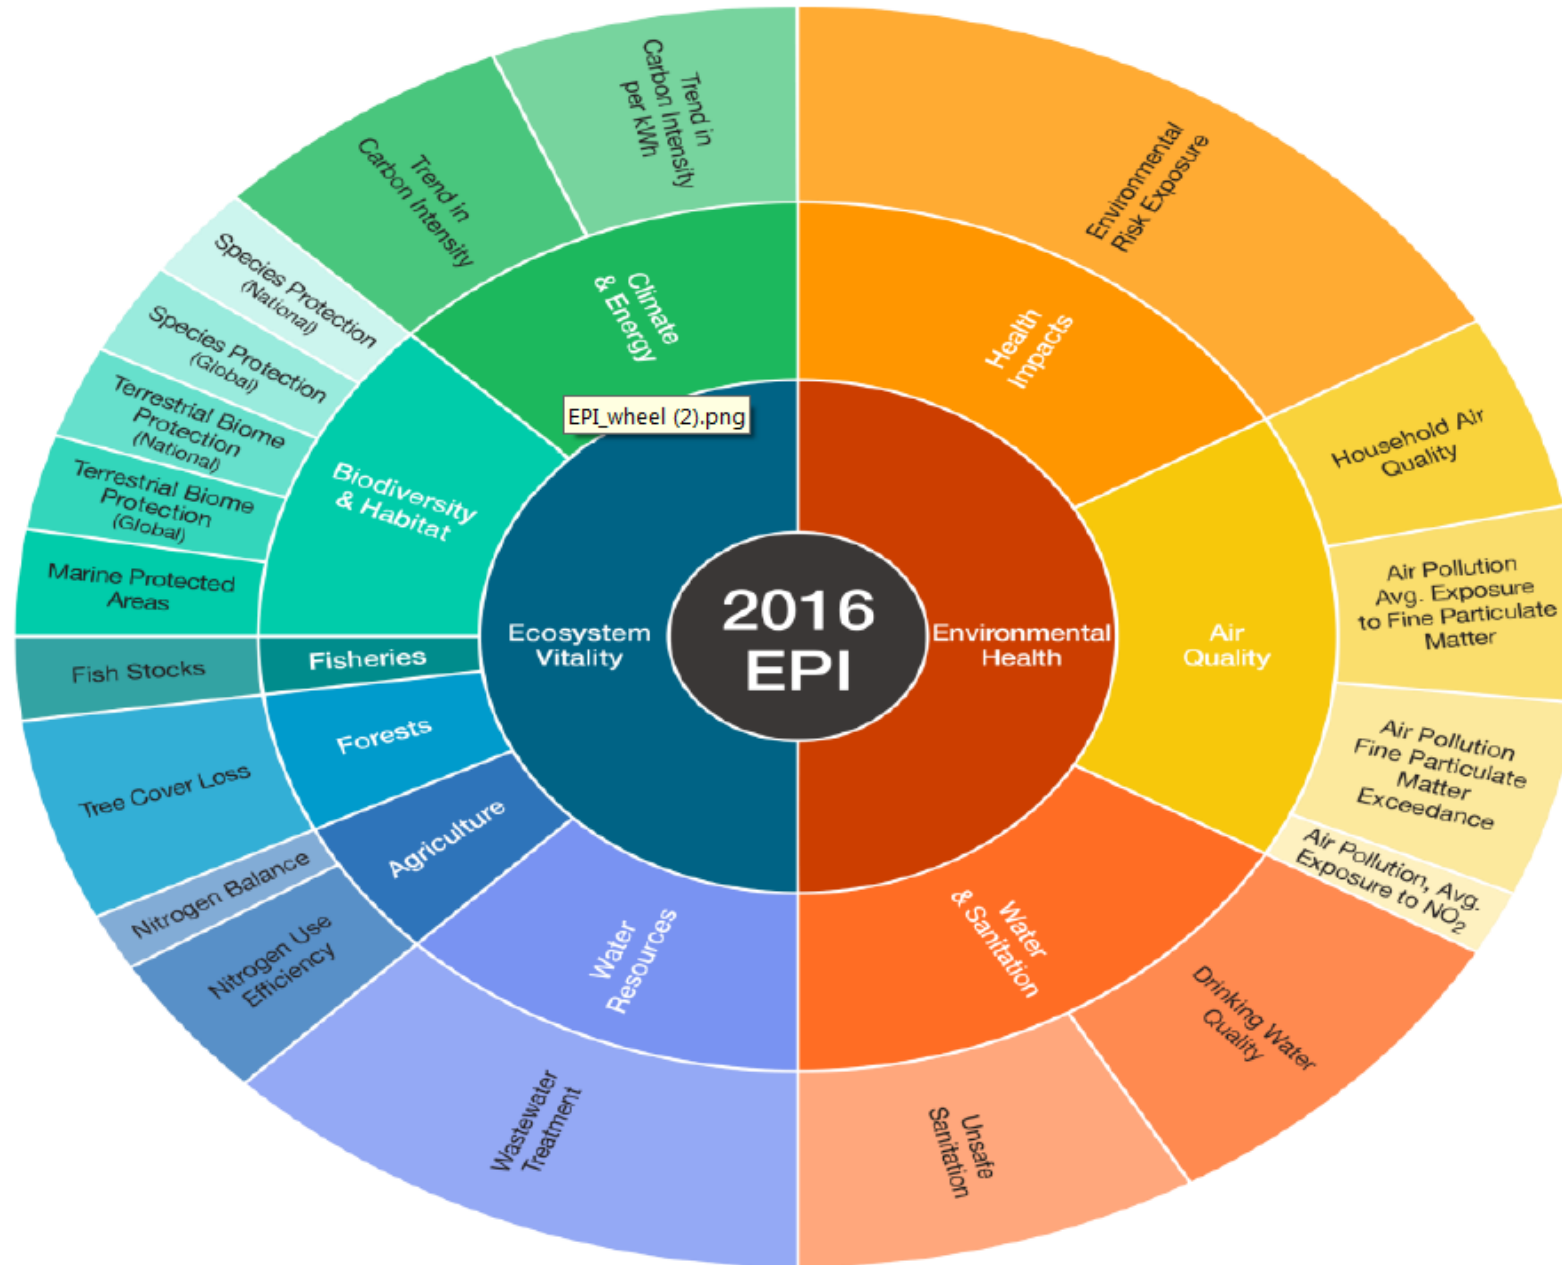 2016
EPI
Ecosystem
Vitality
Environmental
Health
Climate
& Energy
Trend in
Carbon Intensity
per kWh
Trend in
Carbon Intensity
Biodiversity
& Habitat
Species Protection
(National)
Species Protection
(Global)
Terrestrial Biome
Protection
(National)
Terrestrial Biome
Protection
(Global)
Marine Protected
Areas
Fisheries
Fish Stocks
Forests
Tree Cover Loss
Agriculture
Nitrogen Balance
Nitrogen Use
Efficiency
Water
Resources
Wastewater
Treatment
Health
Impacts
Environmental
Risk Exposure
Air
Quality
Household Air
Quality
Air Pollution
Avg. Exposure
to Fine Particulate
Matter
Air Pollution
Fine Particulate
Matter
Exceedance
Air Pollution, Avg.
Exposure to NO₂
Water
& Sanitation
Drinking Water
Quality
Unsafe
Sanitation
EPI_wheel (2).png